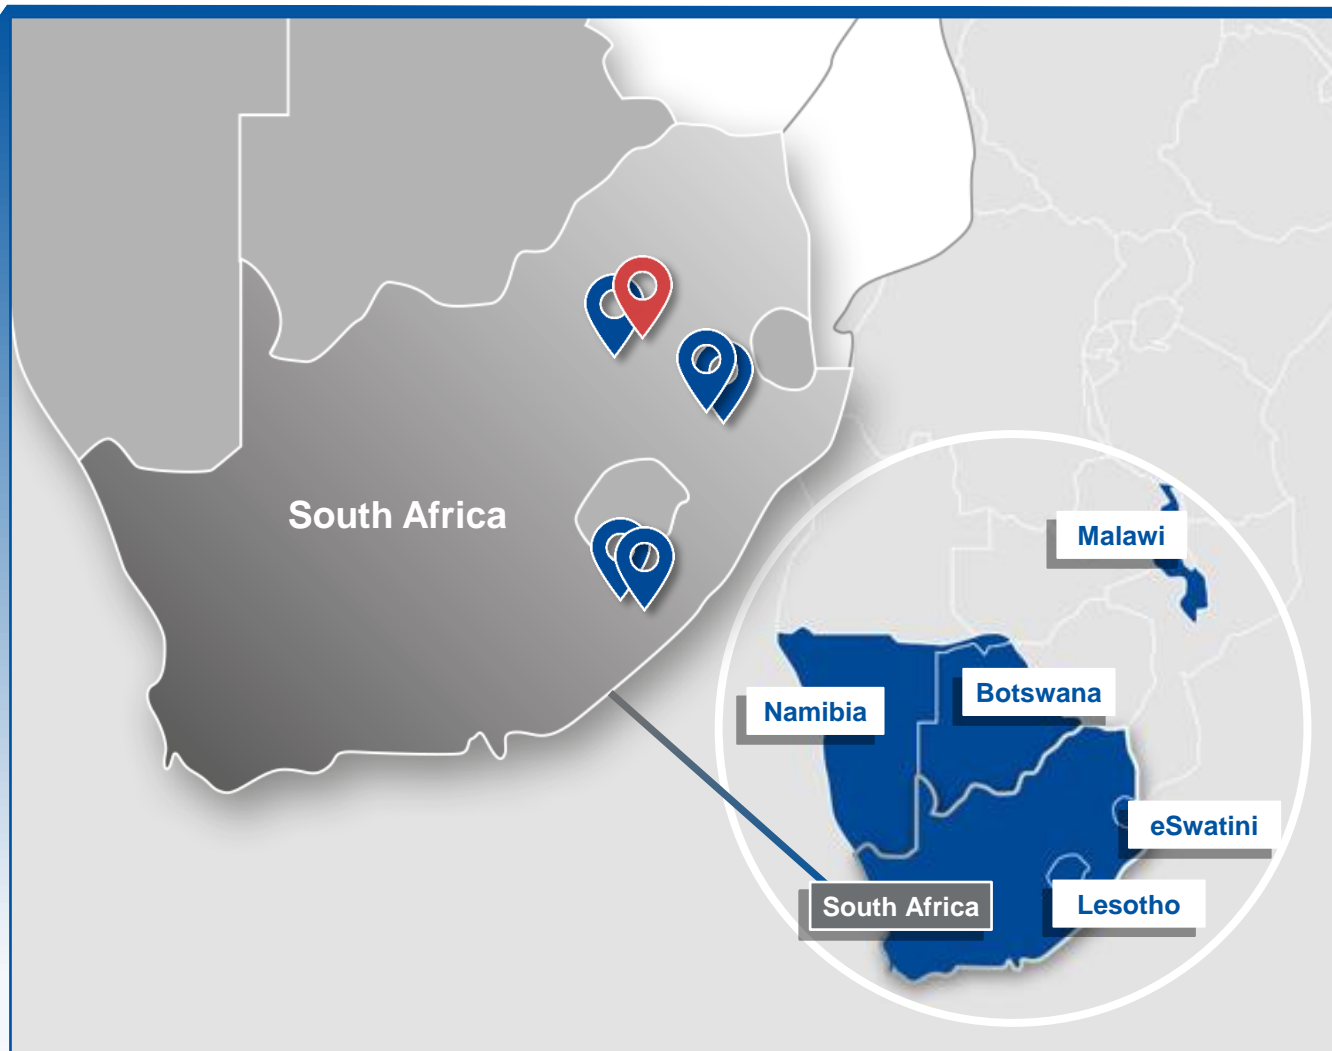 South Africa
Malawi
Botswana
Namibia
eSwatini
South Africa
Lesotho